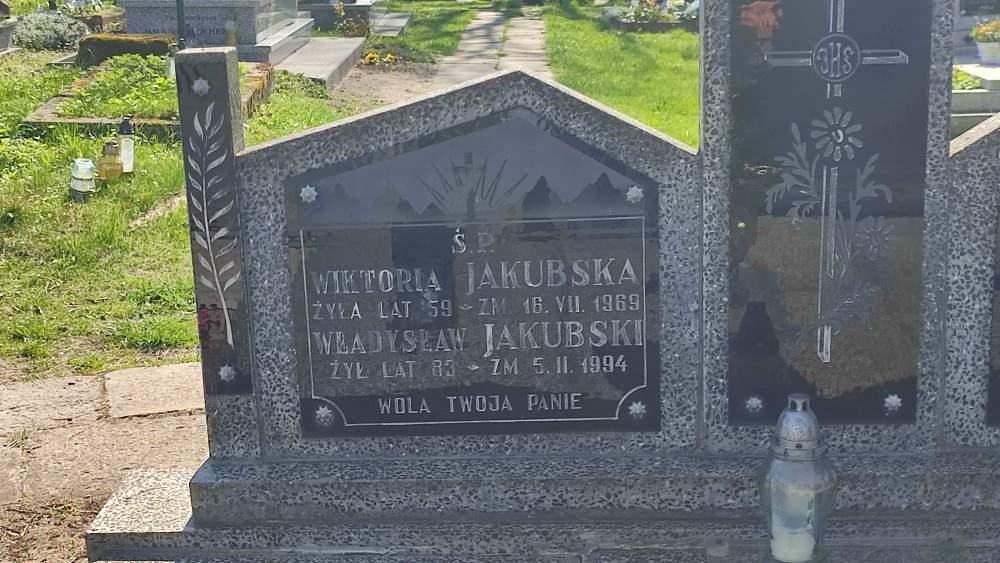 Ś.P.
WIKTORIA JAKUBSKA
ŻYŁA LAT 59 - ZM 16.VII.1969
WŁADYSŁAW JAKUBSKI
ŻYŁ LAT 83 - ZM 5.II.1994
WOLA TWOJA PANIE
IHS